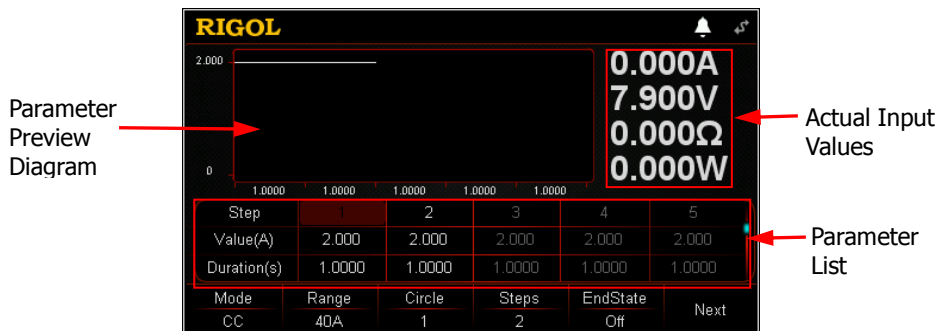 RIGOL
2.000
0
1.0000 1.0000 1.0000 1.0000 1.0000
0.000A
7.900V
0.000Ω
0.000W
Parameter
Preview
Diagram
Actual Input
Values
Step 1 2 3 4 5
Value(A) 2.000 2.000 2.000 2.000 2.000
Duration(s) 1.0000 1.0000 1.0000 1.0000 1.0000
Parameter
List
Mode Range Circle Steps EndState Next
CC 40A 1 2 Off